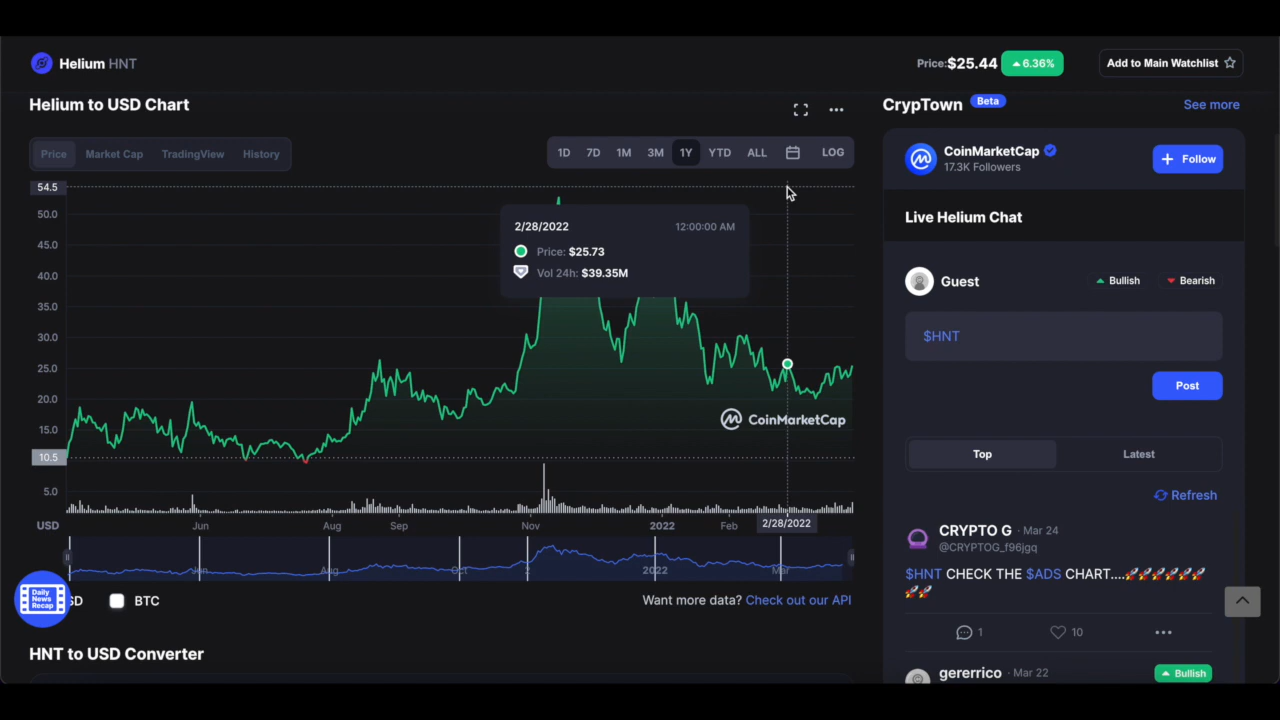 Helium HNT
Price:$25.44 6.36%
Add to Main Watchlist
Helium to USD Chart
Price Market Cap TradingView History
1D 7D 1M 3M 1Y YTD ALL LOG
54.5
50.0
45.0
40.0
35.0
30.0
25.0
20.0
15.0
10.5
5.0
2/28/2022 12:00:00 AM
Price: $25.73
Vol 24h: $39.35M
CoinMarketCap
USD Jun Aug Sep Nov 2022 Feb 2/28/2022
Jun Aug Oct 2022 Mar
Daily
News
Recap
BTC
Want more data? Check out our API
HNT to USD Converter
CrypTown Beta See more
CoinMarketCap
17.3K Followers
+ Follow
Live Helium Chat
Guest Bullish Bearish
$HNT
Post
Top Latest
Refresh
CRYPTO G · Mar 24
@CRYPTOG_f96jgq
$HNT CHECK THE $ADS CHART....🚀🚀🚀🚀🚀🚀
🚀🚀
1 10
gererrico · Mar 22 Bullish